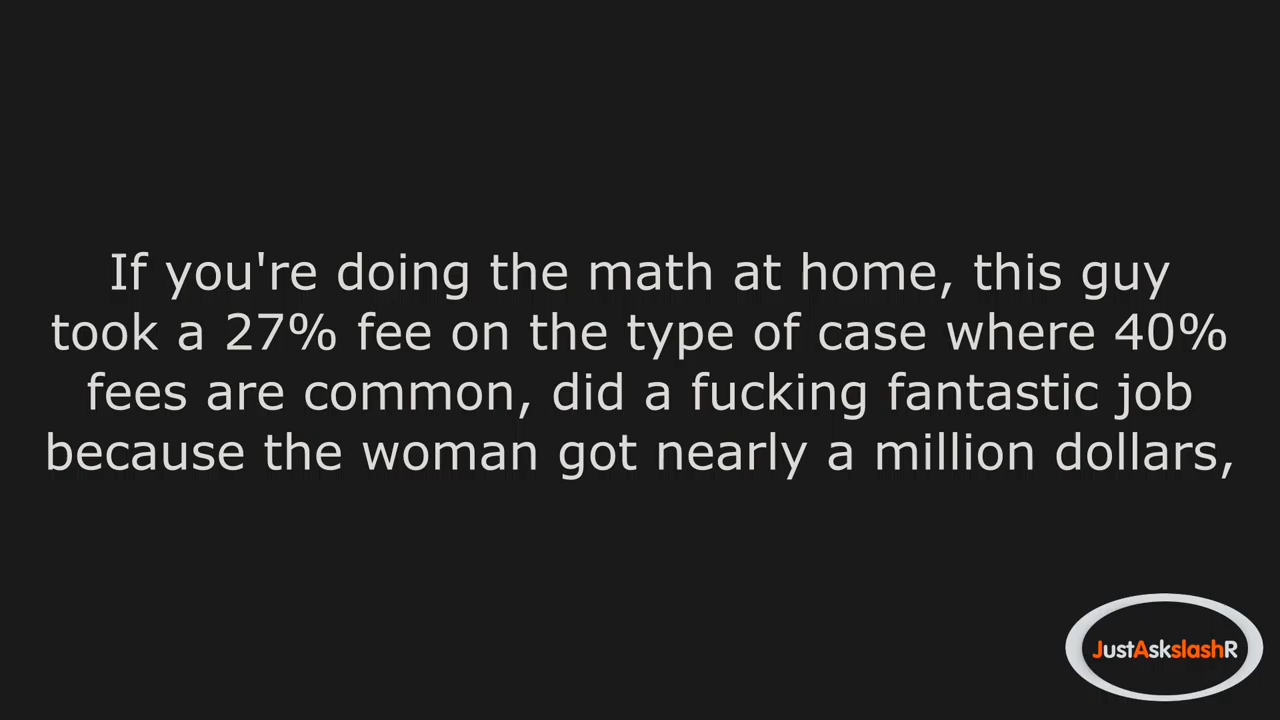 If you're doing the math at home, this guy
took a 27% fee on the type of case where 40%
fees are common, did a fucking fantastic job
because the woman got nearly a million dollars,
JustAskslashR